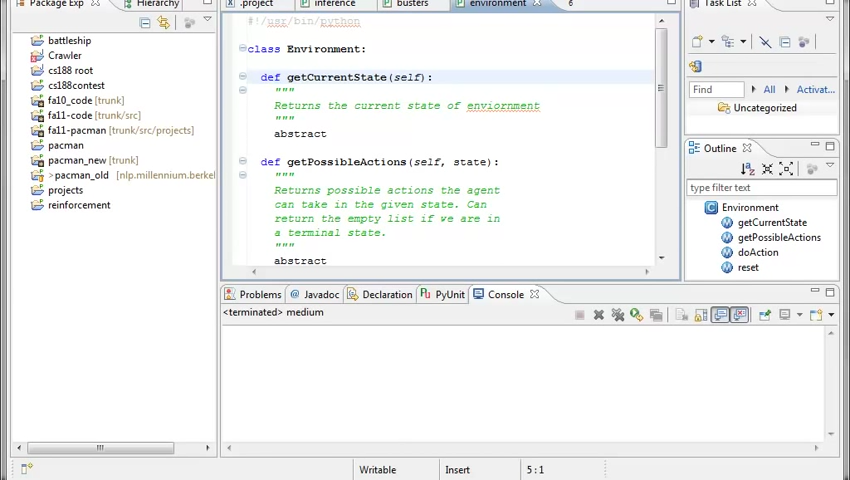 Package Exp
Hierarchy
.project
inference
busters
environment
6
Task List
battleship
Crawler
cs188 root
cs188contest
fa10_code [trunk]
fa11-code [trunk/src]
fa11-pacman [trunk/src/projects]
pacman
pacman_new [trunk]
>pacman_old [nlp.millennium.berkel
projects
reinforcement
#!/usr/bin/python
class Environment:
def getCurrentState(self):
"""
Returns the current state of enviornment
"""
abstract
def getPossibleActions(self, state):
"""
Returns possible actions the agent
can take in the given state. Can
return the empty list if we are in
a terminal state.
"""
abstract
Find
All
Activat...
Uncategorized
Outline
type filter text
Environment
getCurrentState
getPossibleActions
doAction
reset
Problems
Javadoc
Declaration
PyUnit
Console
<terminated> medium
Writable
Insert
5 : 1